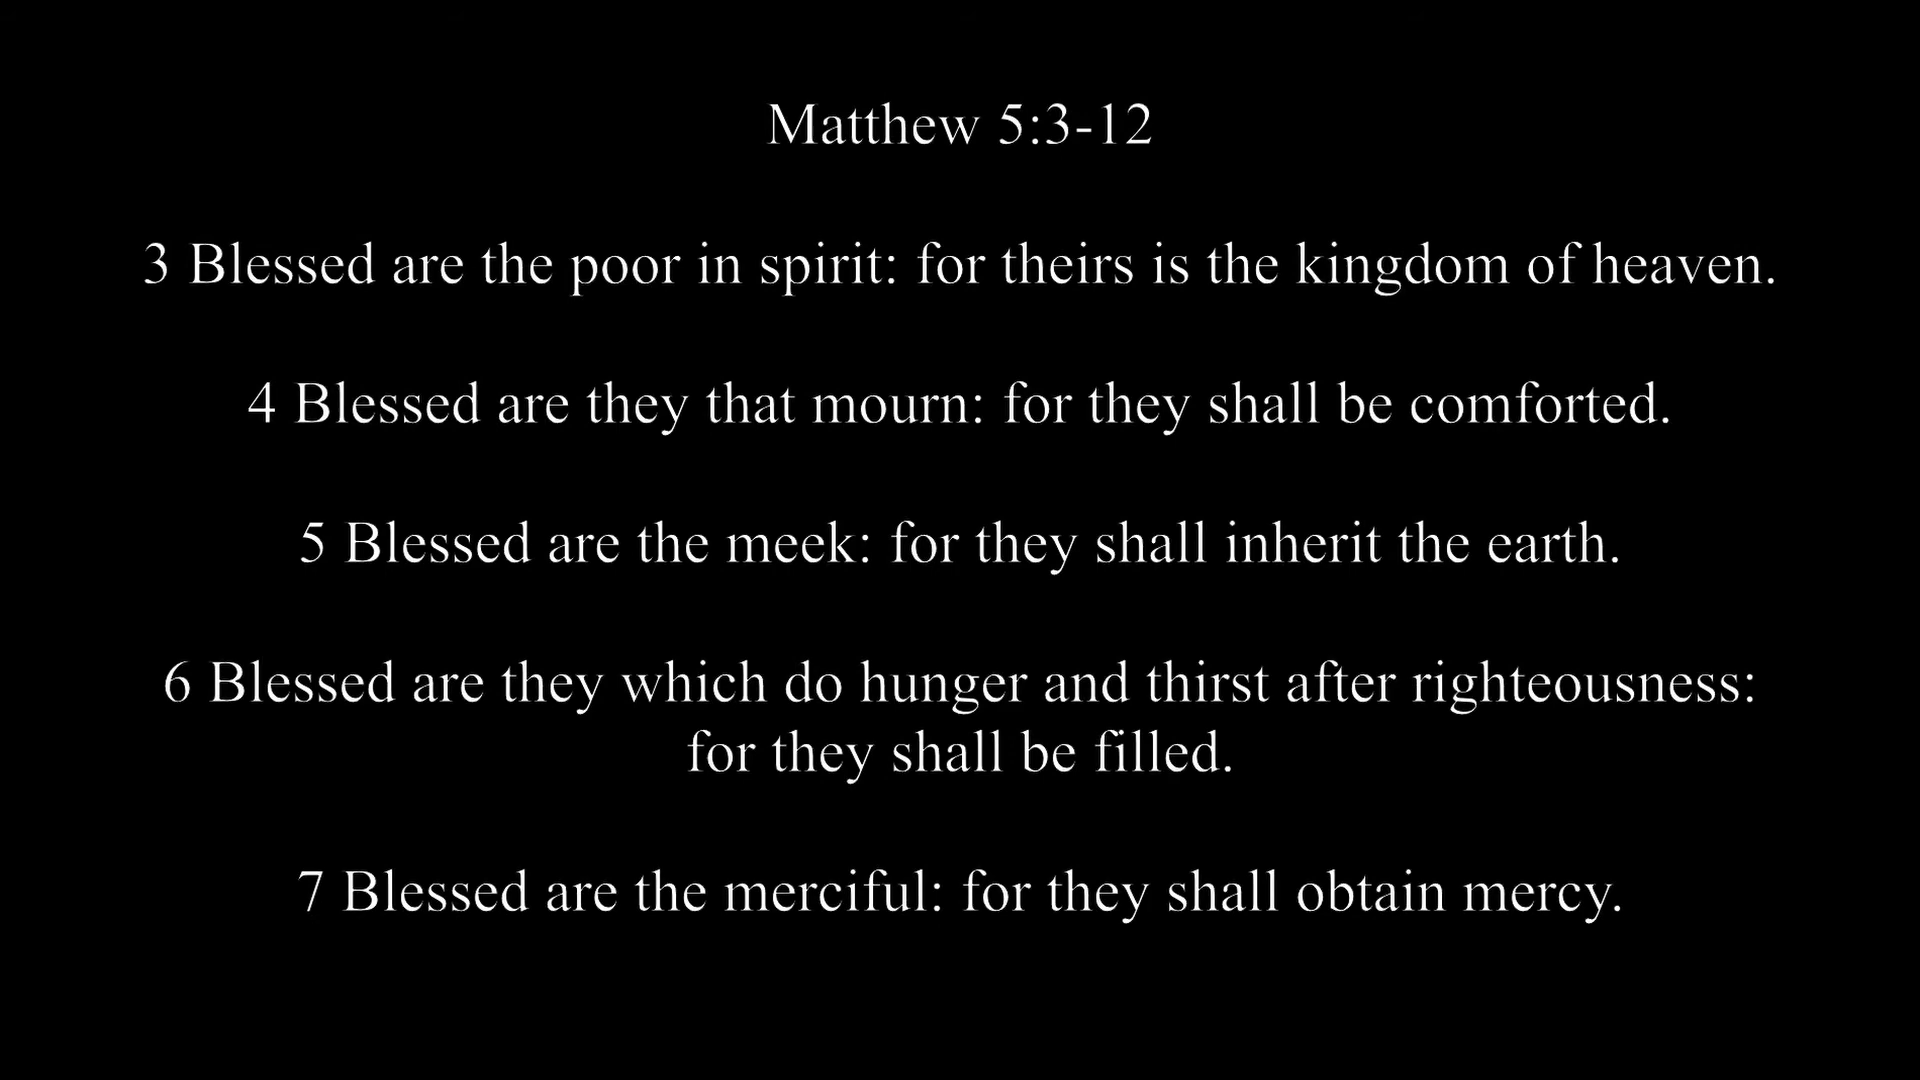 Matthew 5:3-12
3 Blessed are the poor in spirit: for theirs is the kingdom of heaven.
4 Blessed are they that mourn: for they shall be comforted.
5 Blessed are the meek: for they shall inherit the earth.
6 Blessed are they which do hunger and thirst after righteousness:
for they shall be filled.
7 Blessed are the merciful: for they shall obtain mercy.